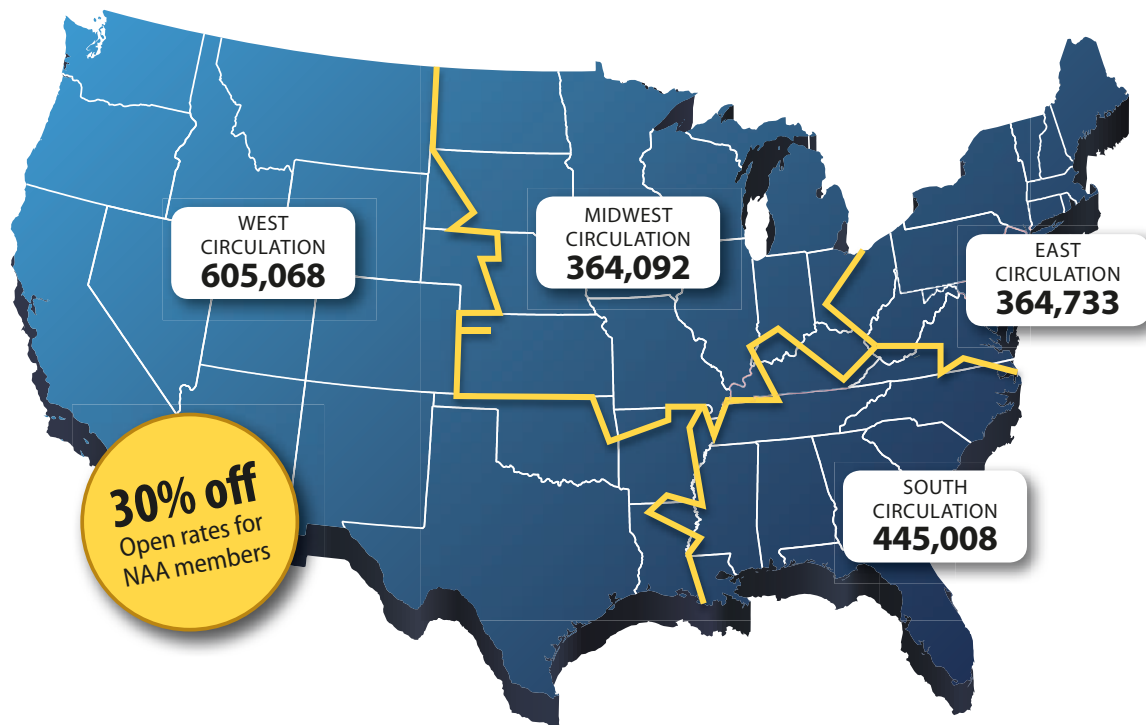 WEST
CIRCULATION
605,068
MIDWEST
CIRCULATION
364,092
EAST
CIRCULATION
364,733
30% off
Open rates for
NAA members
SOUTH
CIRCULATION
445,008